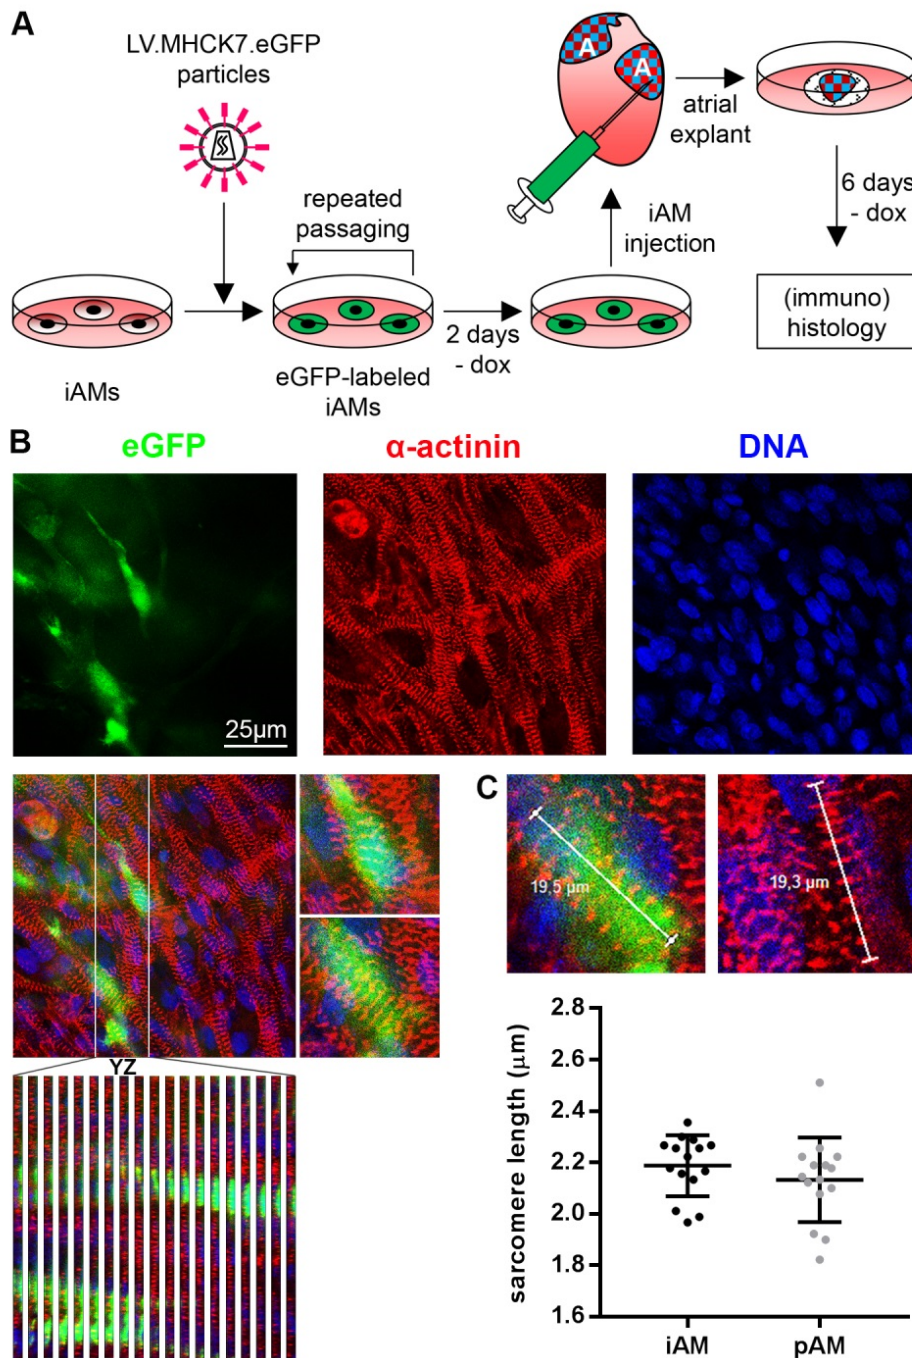 A
LV.MHCK7.eGFP
particles
repeated
passaging
iAMs
eGFP-labeled
iAMs
2 days
- dox
iAM
injection
A
A
atrial
explant
6 days
- dox
(immuno)
histology
B
eGFP
α-actinin
DNA
25µm
YZ
C
19,5 µm
19,3 µm
sarcomere length (µm)
2.8
2.6
2.4
2.2
2.0
1.8
1.6
iAM
pAM